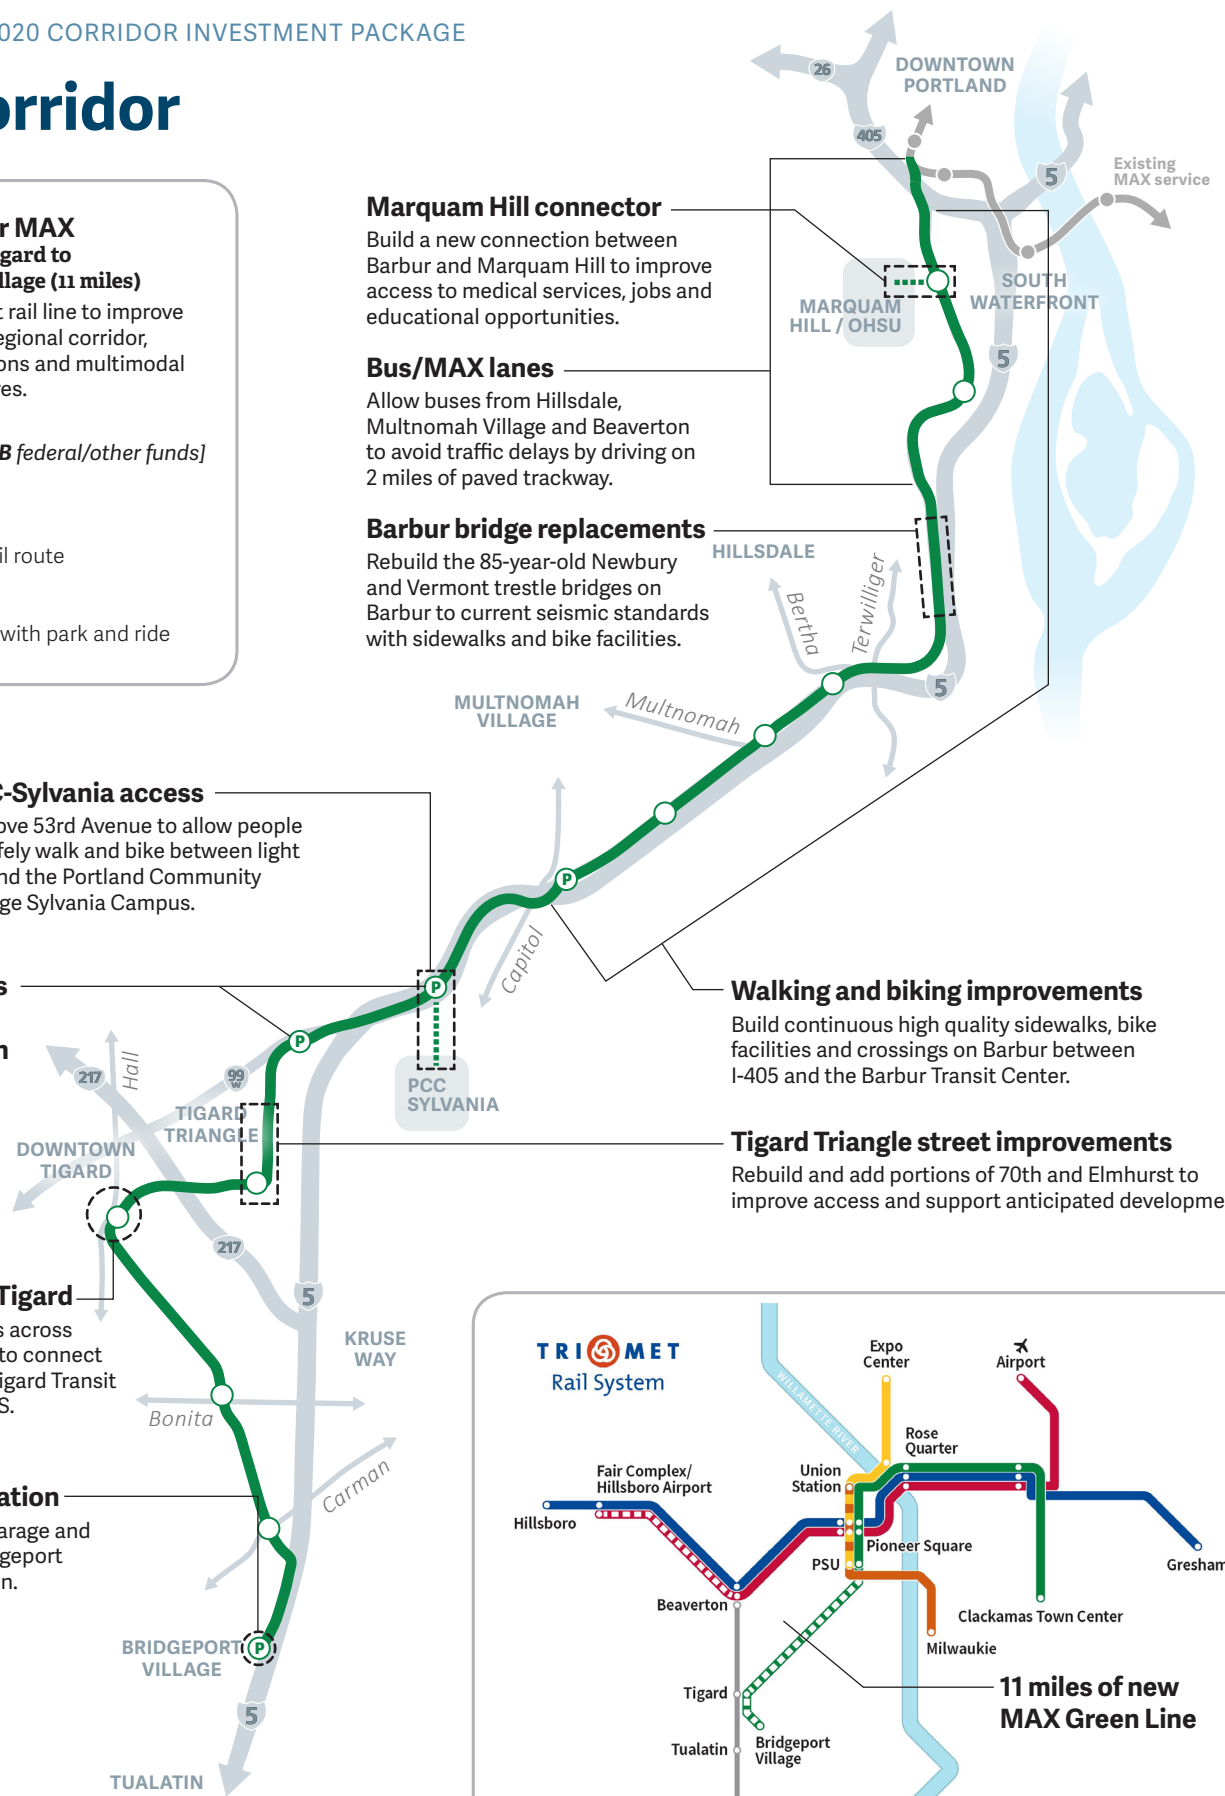 020 CORRIDOR INVESTMENT PACKAGE
orridor
r MAX
gard to
llage (11 miles)
t rail line to improve
egional corridor,
ons and multimodal
es.
B federal/other funds]
il route
with park and ride
Marquam Hill connector
Build a new connection between
Barbur and Marquam Hill to improve
access to medical services, jobs and
educational opportunities.
Bus/MAX lanes
Allow buses from Hillsdale,
Multnomah Village and Beaverton
to avoid traffic delays by driving on
2 miles of paved trackway.
Barbur bridge replacements
Rebuild the 85-year-old Newbury
and Vermont trestle bridges on
Barbur to current seismic standards
with sidewalks and bike facilities.
26
DOWNTOWN
PORTLAND
405
5
Existing
MAX service
SOUTH
WATERFRONT
MARQUAM
HILL / OHSU
5
HILLSDALE
Bertha
Terwilliger
5
MULTNOMAH
VILLAGE
Multnomah
C-Sylvania access
ove 53rd Avenue to allow people
fely walk and bike between light
nd the Portland Community
ge Sylvania Campus.
P
Capitol
s
P
Walking and biking improvements
Build continuous high quality sidewalks, bike
facilities and crossings on Barbur between
I-405 and the Barbur Transit Center.
n
P
Hall
217
99
W
PCC
SYLVANIA
TIGARD
TRIANGLE
DOWNTOWN
TIGARD
Tigard Triangle street improvements
Rebuild and add portions of 70th and Elmhurst to
improve access and support anticipated developme
217
5
Tigard
s across
to connect
igard Transit
S.
KRUSE
WAY
Bonita
Carman
ation
arage and
geport
n.
BRIDGEPORT
VILLAGE
P
5
TUALATIN
TRI MET
Rail System
WILLAMETTE RIVER
Expo
Center
Airport
Rose
Quarter
Union
Station
Fair Complex/
Hillsboro Airport
Hillsboro
Pioneer Square
PSU
Gresham
Beaverton
Clackamas Town Center
Milwaukie
Tigard
11 miles of new
MAX Green Line
Bridgeport
Village
Tualatin